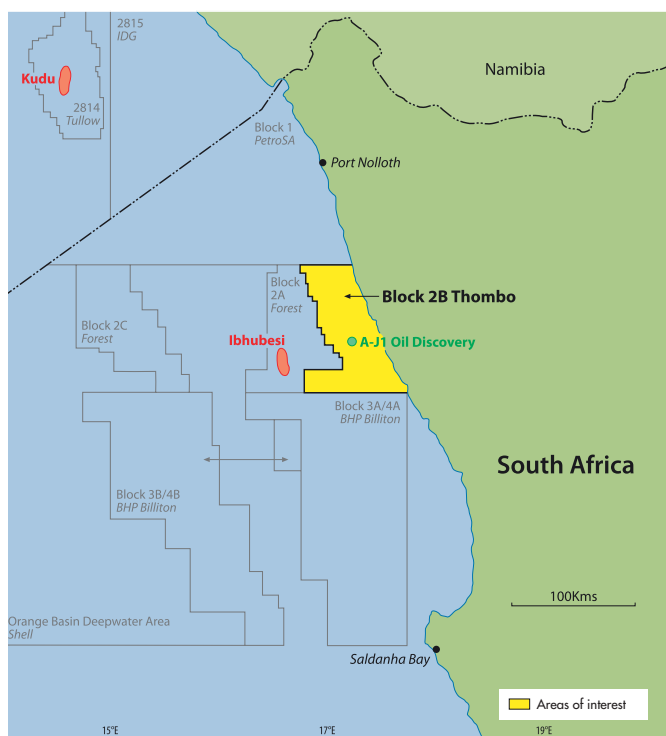 2815
IDG
Kudu
2814
Tullow
Namibia
Block 1
PetroSA
Port Nolloth
Block
2A
Forest
Block 2B Thombo
Block 2C
Forest
Ibhubesi
A-J1 Oil Discovery
Block 3A/4A
BHP Billiton
South Africa
Block 3B/4B
BHP Billiton
100Kms
Orange Basin Deepwater Area
Shell
Saldanha Bay
Areas of interest
15°E
17°E
19°E